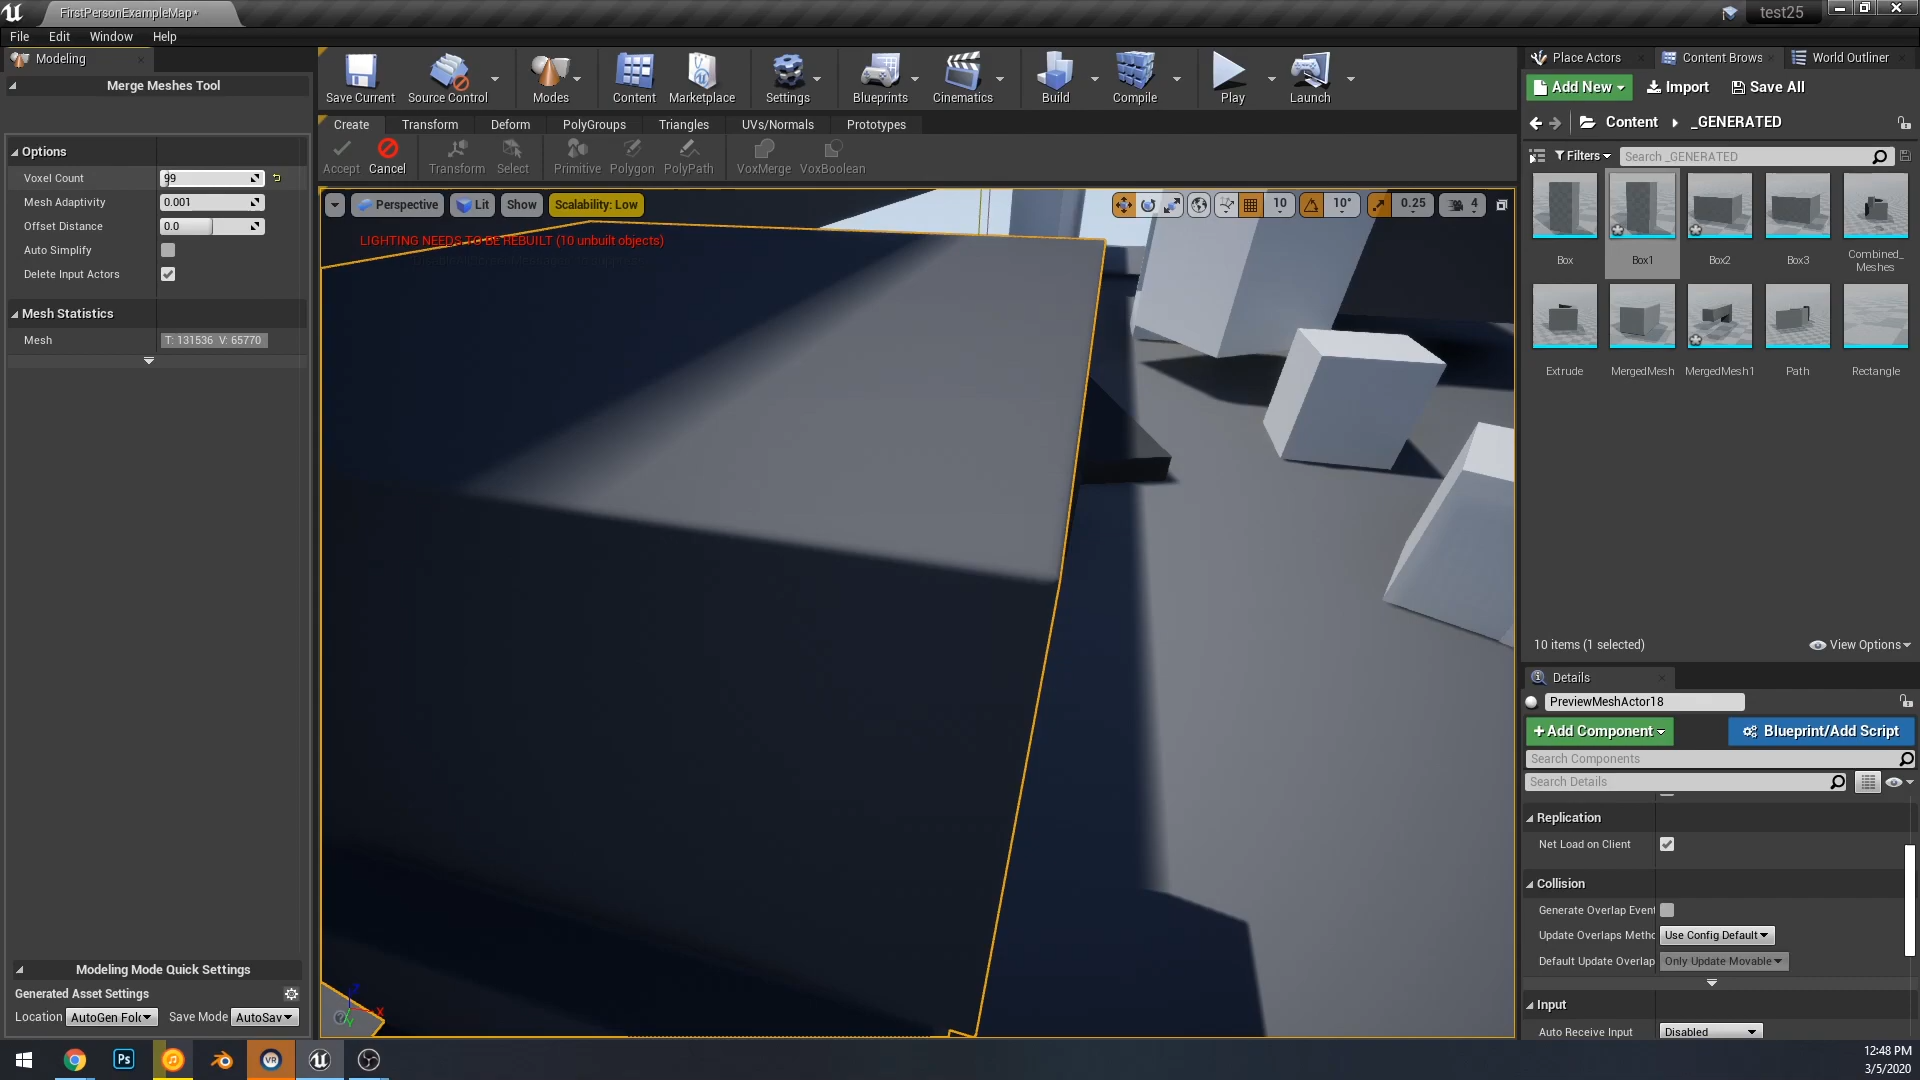 FirstPersonExampleMap*
test25
File Edit Window Help
Modeling
Merge Meshes Tool
Options
Voxel Count 99
Mesh Adaptivity 0.001
Offset Distance 0.0
Auto Simplify
Delete Input Actors
Mesh Statistics
Mesh T: 131536 V: 65770
Modeling Mode Quick Settings
Generated Asset Settings
Location AutoGen Fold Save Mode AutoSav
Save Current Source Control Modes Content Marketplace Settings Blueprints Cinematics Build Compile Play Launch
Create Transform Deform PolyGroups Triangles UVs/Normals Prototypes
Accept Cancel Transform Select Primitive Polygon PolyPath VoxMerge VoxBoolean
Perspective Lit Show Scalability: Low 10 10° 0.25 4
LIGHTING NEEDS TO BE REBUILT (10 unbuilt objects)
Place Actors Content Brows World Outliner
Add New Import Save All
Content _GENERATED
Filters Search _GENERATED
Box Box1 Box2 Box3 Combined_
Meshes
Extrude MergedMesh MergedMesh1 Path Rectangle
10 items (1 selected) View Options
Details
PreviewMeshActor18
+Add Component Blueprint/Add Script
Search Components
Search Details
Replication
Net Load on Client
Collision
Generate Overlap Event
Update Overlaps Metho Use Config Default
Default Update Overlap Only Update Movable
Input
Auto Receive Input Disabled
Ps
VR
12:48 PM
3/5/2020